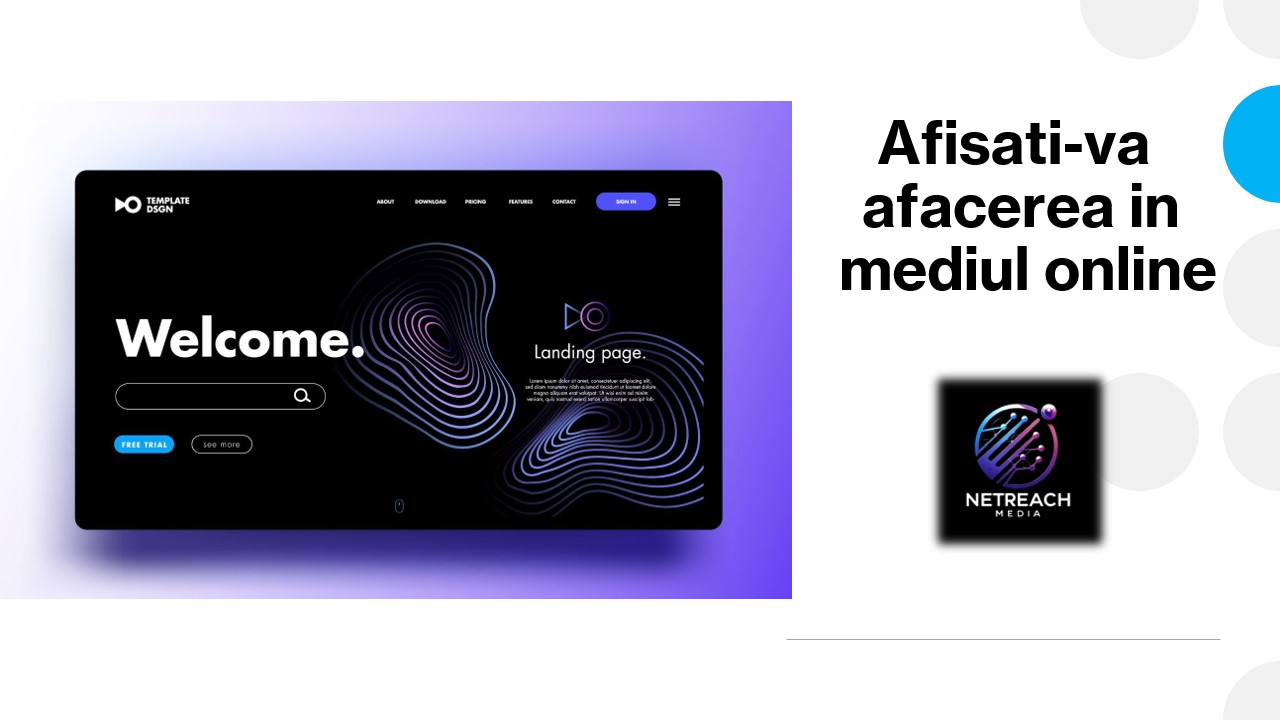 TEMPLATE
DSGN
ABOUT
DOWNLOAD
PRICING
FEATURES
CONTACT
SIGN IN
Welcome.
FREE TRIAL
see more
Landing page.
Lorem ipsum dolor sit amet, consectetuer adipiscing elit,
sed diam nonummy nibh euismod tincidunt ut laoreet dolore
magna aliquam erat volutpat. Ut wisi enim ad minim
veniam, quis nostrud exerci tation ullamcorper suscipit lob
Afisati-va
afacerea in
mediul online
NETREACH
MEDIA